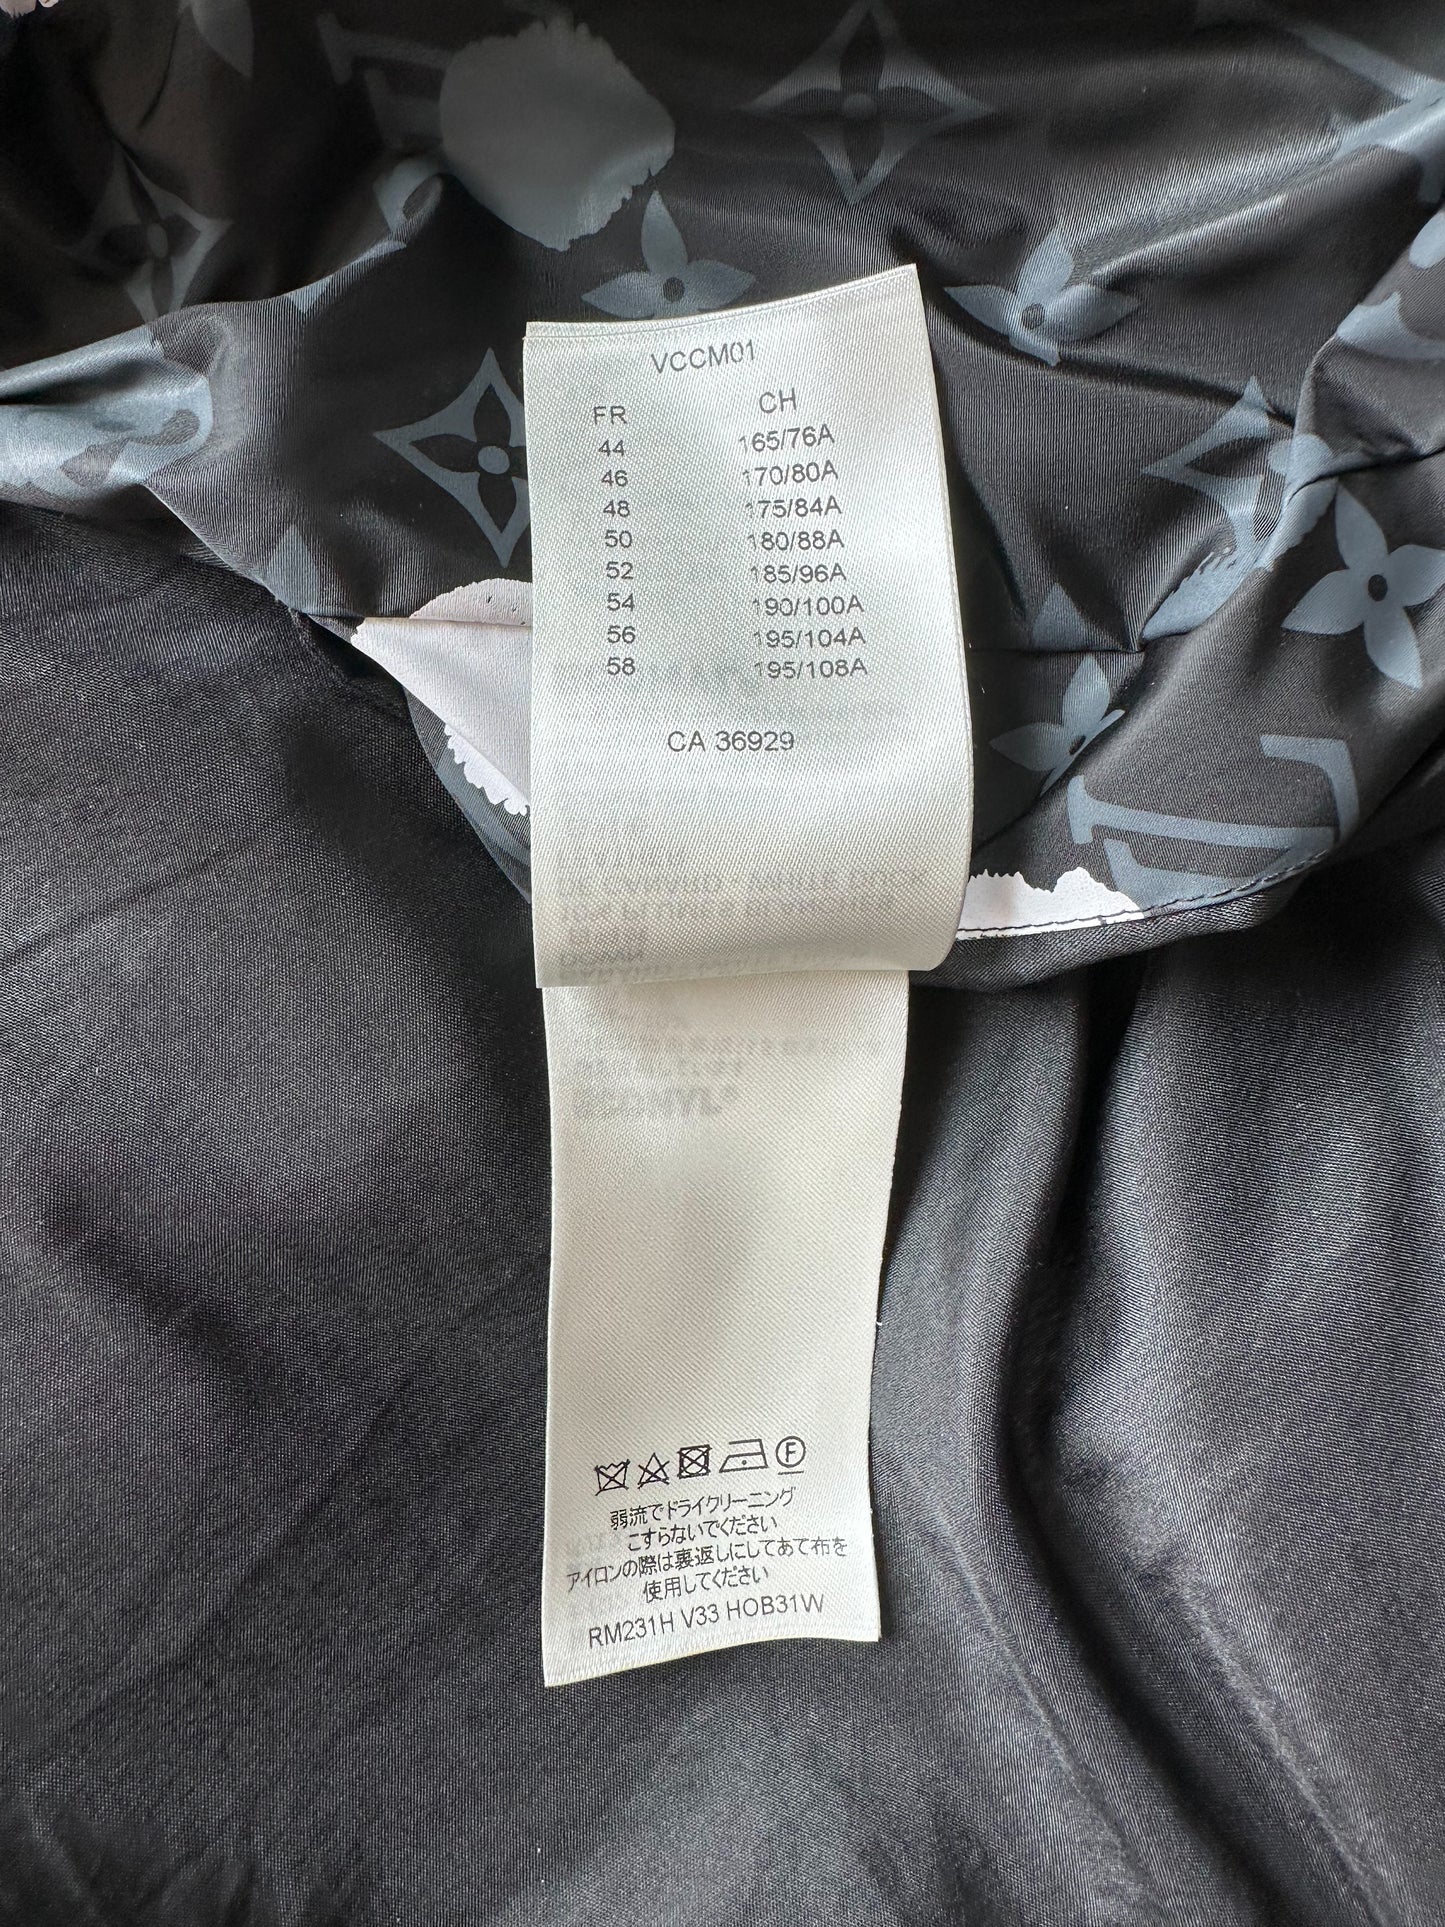 VCCM01
FR CH
44 165/76A
46 170/80A
48 175/84A
50 180/88A
52 185/96A
54 190/100A
56 195/104A
58 195/108A
CA 36929
F
弱流でドライクリーニング
こすらないでください
アイロンの際は裏返しにしてあて布を
使用してください
RM231H V33 HOB31W